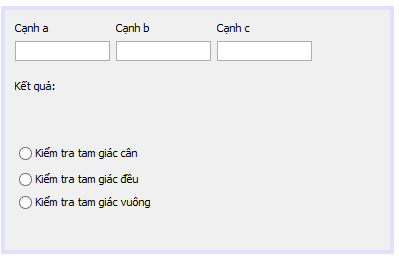 Cạnh a Cạnh b Cạnh c
Kết quả:
Kiểm tra tam giác cân
Kiểm tra tam giác đều
Kiểm tra tam giác vuông